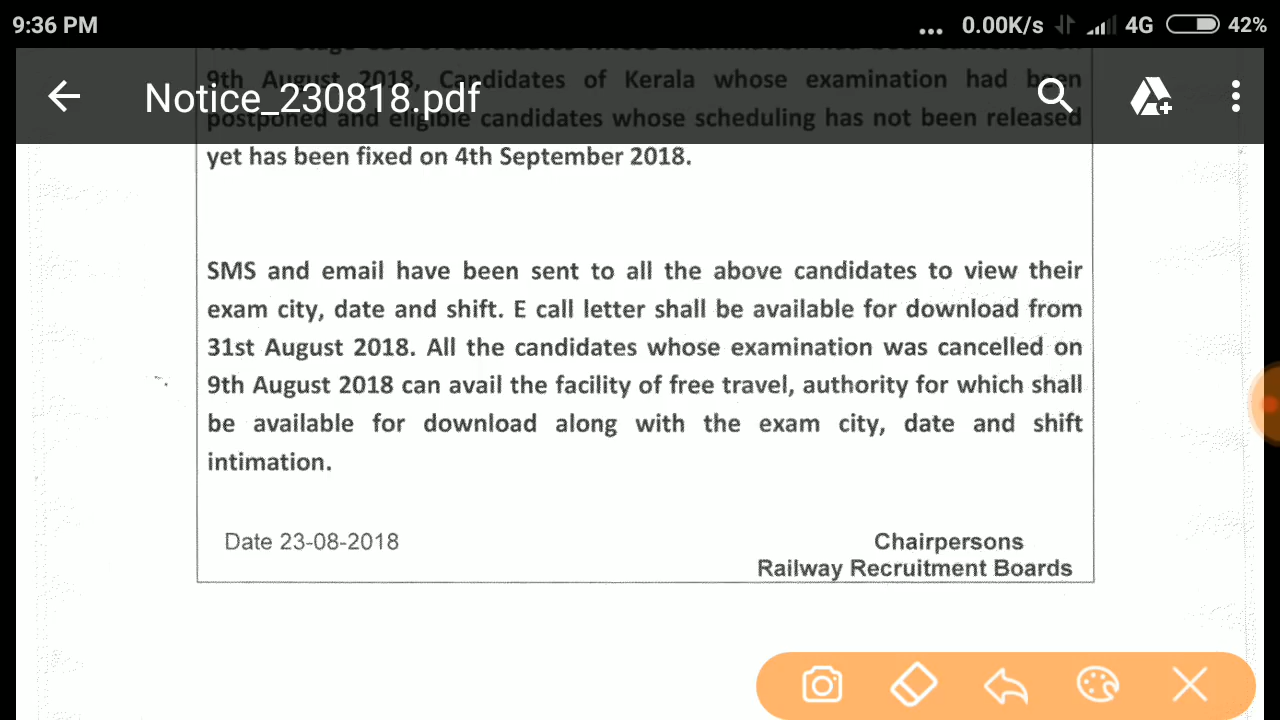 9:36 PM
... 0.00K/s 4G 42%
9th August 2018, Candidates of Kerala whose examination had been
Notice_230818.pdf
postponed and eligible candidates whose scheduling has not been released
yet has been fixed on 4th September 2018.
SMS and email have been sent to all the above candidates to view their
exam city, date and shift. E call letter shall be available for download from
31st August 2018. All the candidates whose examination was cancelled on
9th August 2018 can avail the facility of free travel, authority for which shall
be available for download along with the exam city, date and shift
intimation.
Date 23-08-2018
Chairpersons
Railway Recruitment Boards